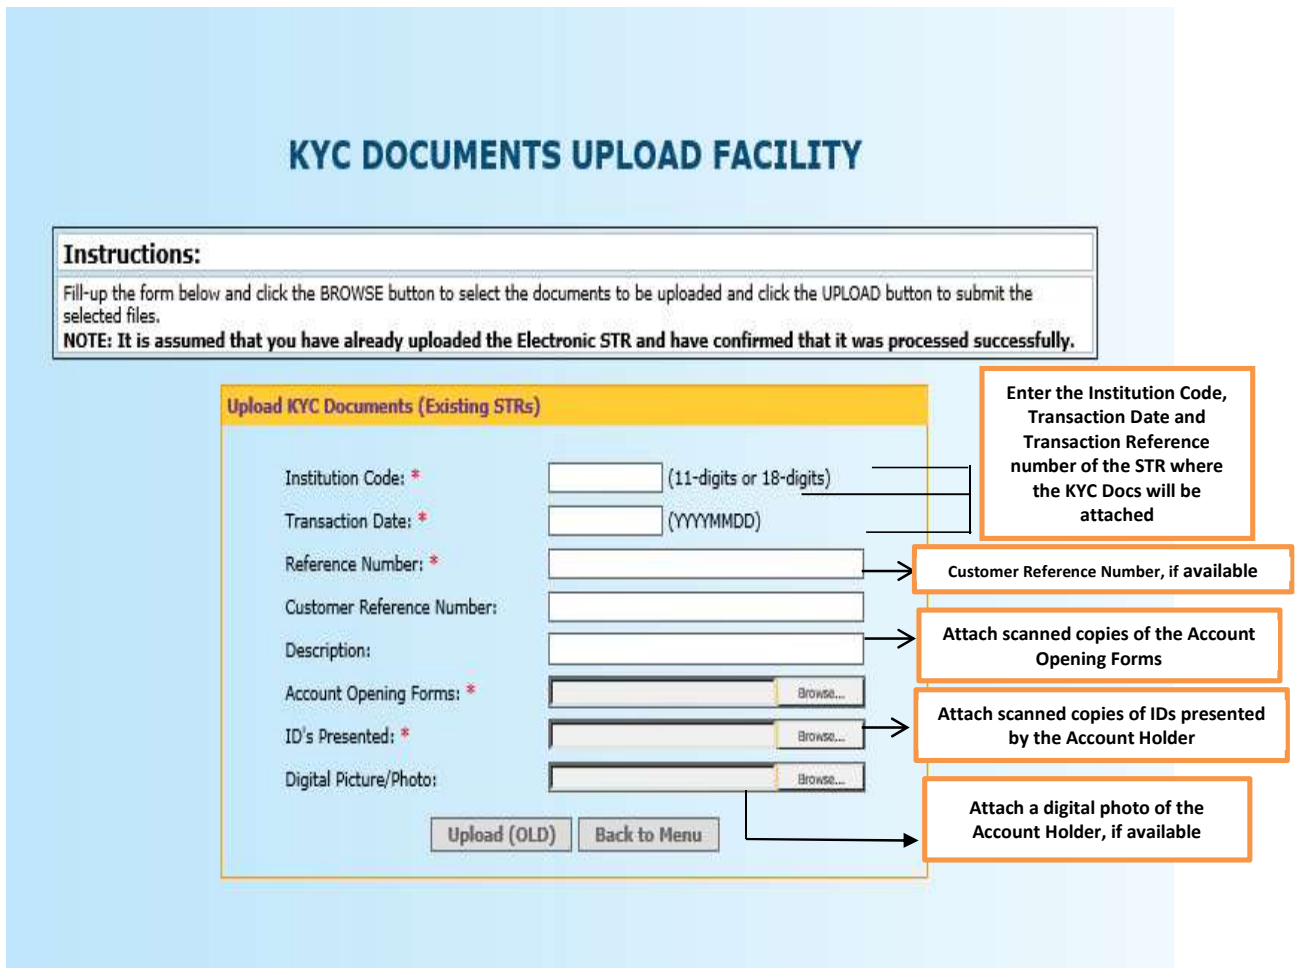 KYC DOCUMENTS UPLOAD FACILITY
Instructions:
Fill-up the form below and click the BROWSE button to select the documents to be uploaded and click the UPLOAD button to submit the
selected files.
NOTE: It is assumed that you have already uploaded the Electronic STR and have confirmed that it was processed successfully.
Upload KYC Documents (Existing STRs)
Institution Code: * (11-digits or 18-digits)
Transaction Date: * (YYYYMMDD)
Reference Number: *
Customer Reference Number:
Description:
Account Opening Forms: * Browse...
ID's Presented: * Browse...
Digital Picture/Photo: Browse...
Upload (OLD) Back to Menu
Enter the Institution Code,
Transaction Date and
Transaction Reference
number of the STR where
the KYC Docs will be
attached
Customer Reference Number, if available
Attach scanned copies of the Account
Opening Forms
Attach scanned copies of IDs presented
by the Account Holder
Attach a digital photo of the
Account Holder, if available